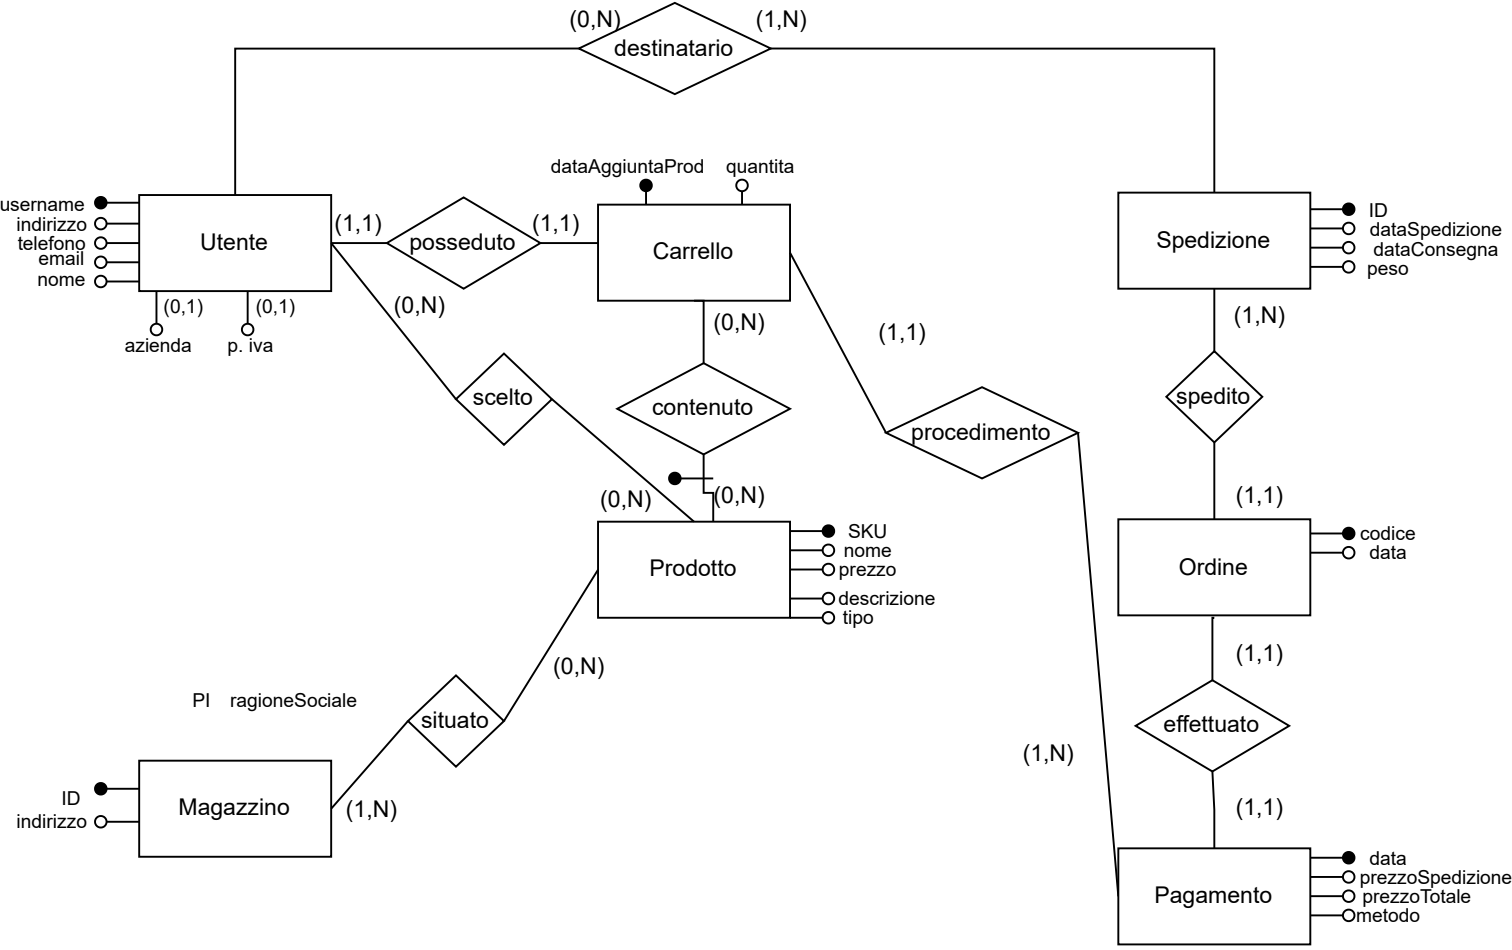 (0,N)
(1,N)
destinatario
dataAggiuntaProd
quantita
username
indirizzo
telefono
email
nome
Utente
(1,1)
posseduto
(1,1)
Carrello
Spedizione
ID
dataSpedizione
dataConsegna
peso
(0,1)
(0,1)
azienda
p. iva
(0,N)
(0,N)
(1,1)
(1,N)
scelto
contenuto
procedimento
spedito
(0,N)
(0,N)
(1,1)
Prodotto
SKU
nome
prezzo
descrizione
tipo
Ordine
codice
data
(0,N)
(1,1)
PI
ragioneSociale
situato
effettuato
(1,N)
ID
indirizzo
Magazzino
(1,N)
(1,1)
Pagamento
data
prezzoSpedizione
prezzoTotale
metodo